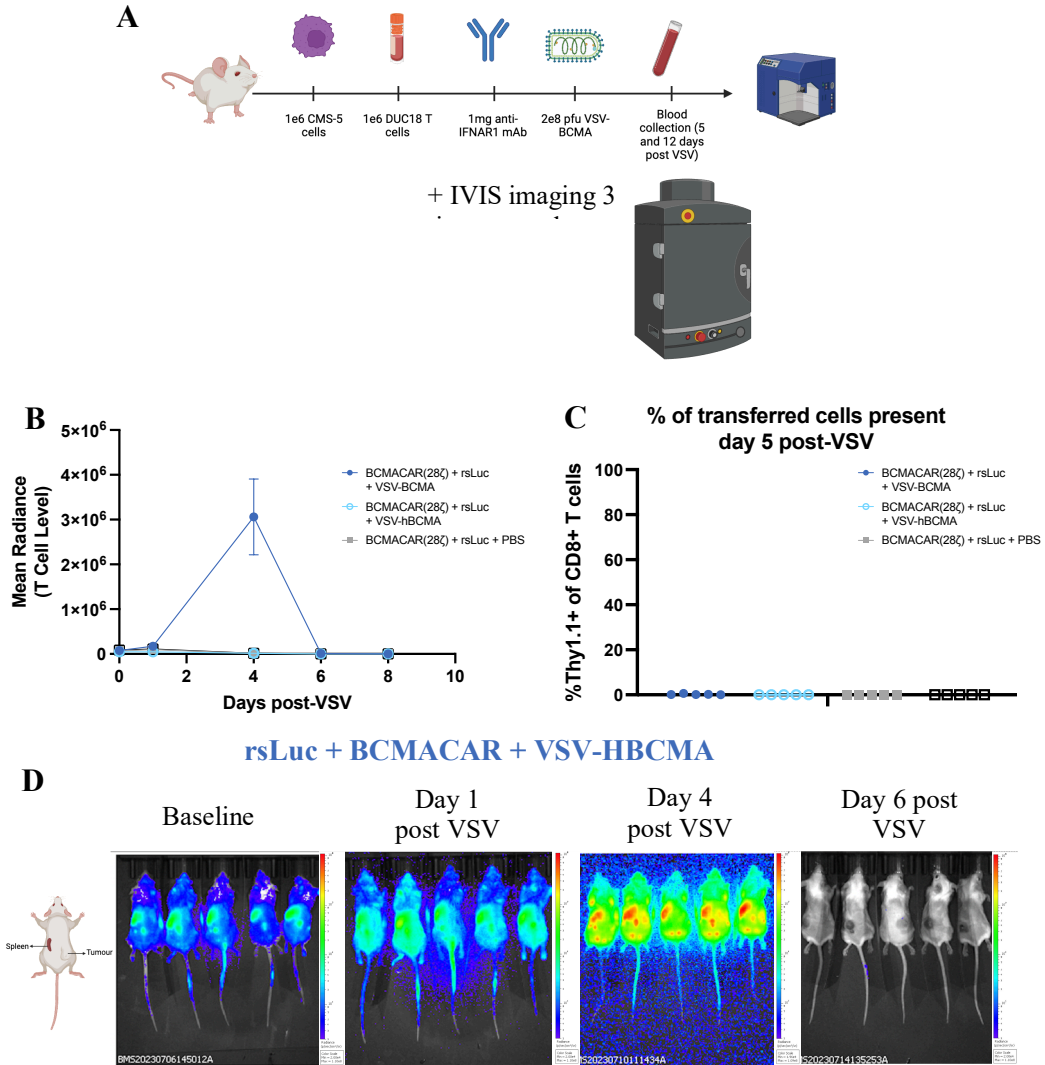 A
1e6 CMS-5
cells
1e6 DUC18 T
cells
1mg anti-
IFNAR1 mAb
2e8 pfu VSV-
BCMA
Blood
collection (5
and 12 days
post VSV)
+ IVIS imaging 3
B
5×10⁶
4×10⁶
3×10⁶
2×10⁶
1×10⁶
0
Mean Radiance
(T Cell Level)
0 2 4 6 8 10
Days post-VSV
BCMACAR(28ζ) + rsLuc
+ VSV-BCMA
BCMACAR(28ζ) + rsLuc
+ VSV-hBCMA
BCMACAR(28ζ) + rsLuc + PBS
C
% of transferred cells present
day 5 post-VSV
%Thy1.1+ of CD8+ T cells
100
80
60
40
20
0
BCMACAR(28ζ) + rsLuc
+ VSV-BCMA
BCMACAR(28ζ) + rsLuc
+ VSV-hBCMA
BCMACAR(28ζ) + rsLuc + PBS
rsLuc + BCMACAR + VSV-HBCMA
D
Baseline
Day 1
post VSV
Day 4
post VSV
Day 6 post
VSV
Spleen
Tumour
BMS20230706145012A
S20230710111434A
S20230714135253A